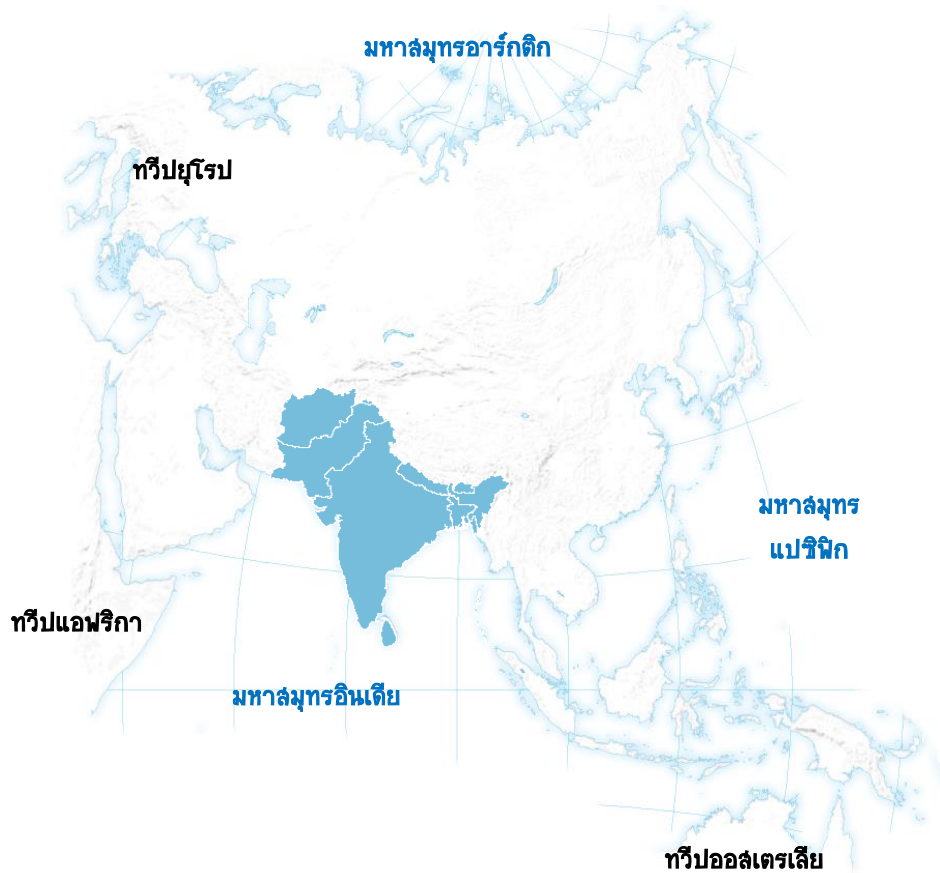 มหาสมุทรอาร์กติก
ทวีปยุโรป
มหาสมุทร
แปซิฟิก
ทวีปแอฟริกา
มหาสมุทรอินเดีย
ทวีปออสเตรเลีย